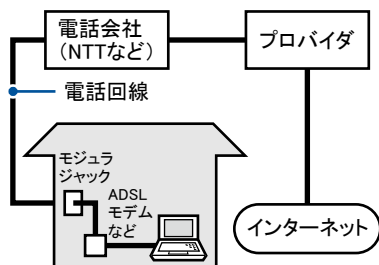 電話会社
（NTTなど）
プロバイダ
電話回線
モジュラ
ジャック
ADSL
モデム
など
インターネット